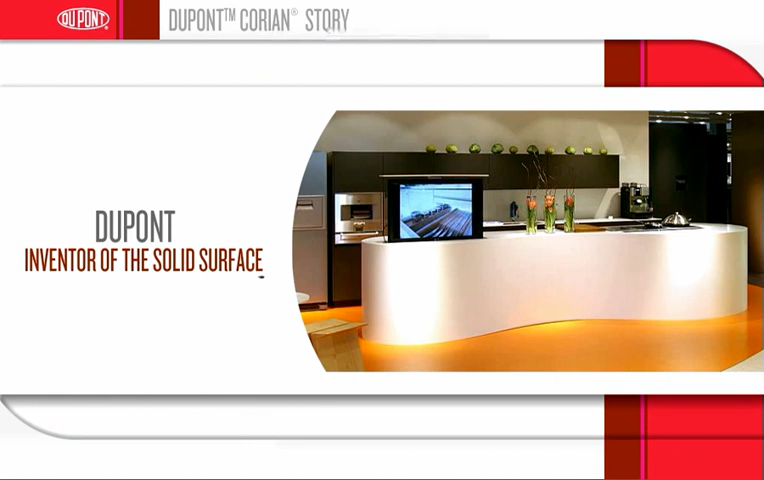 DUPONT®
DUPONT™ CORIAN® STORY
DUPONT
INVENTOR OF THE SOLID SURFACE